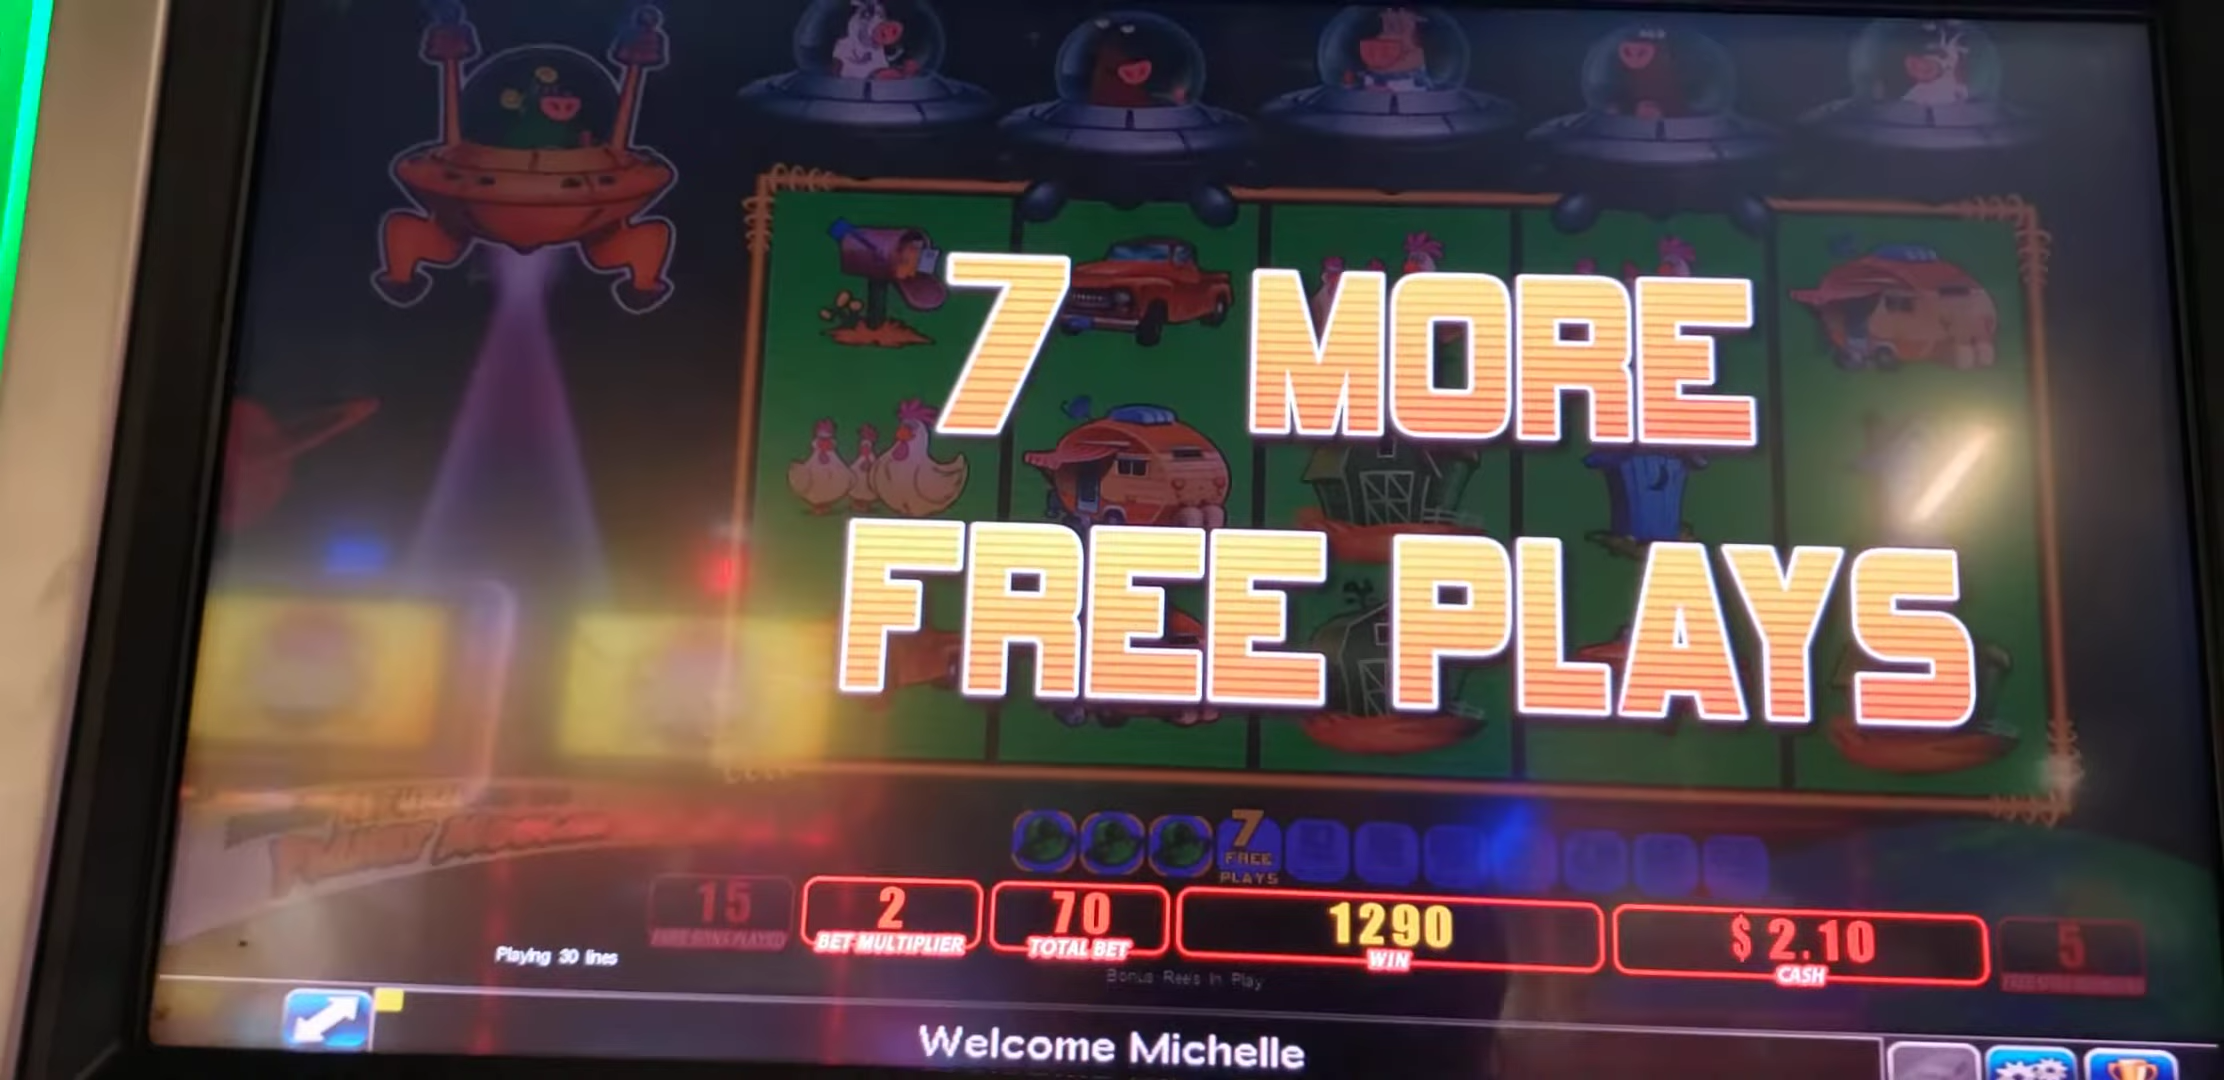 7 MORE
FREE PLAYS
7
FREE
PLAYS
15
2
BET MULTIPLIER
70
TOTAL BET
1290
WIN
$2.10
CASH
5
Playing 30 lines
Bonus Reels In Play
Welcome Michelle